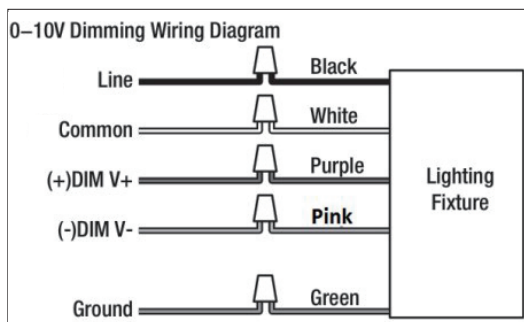 0–10V Dimming Wiring Diagram
Line Black
Common White
(+)DIM V+ Purple
(-)DIM V- Pink
Ground Green
Lighting
Fixture